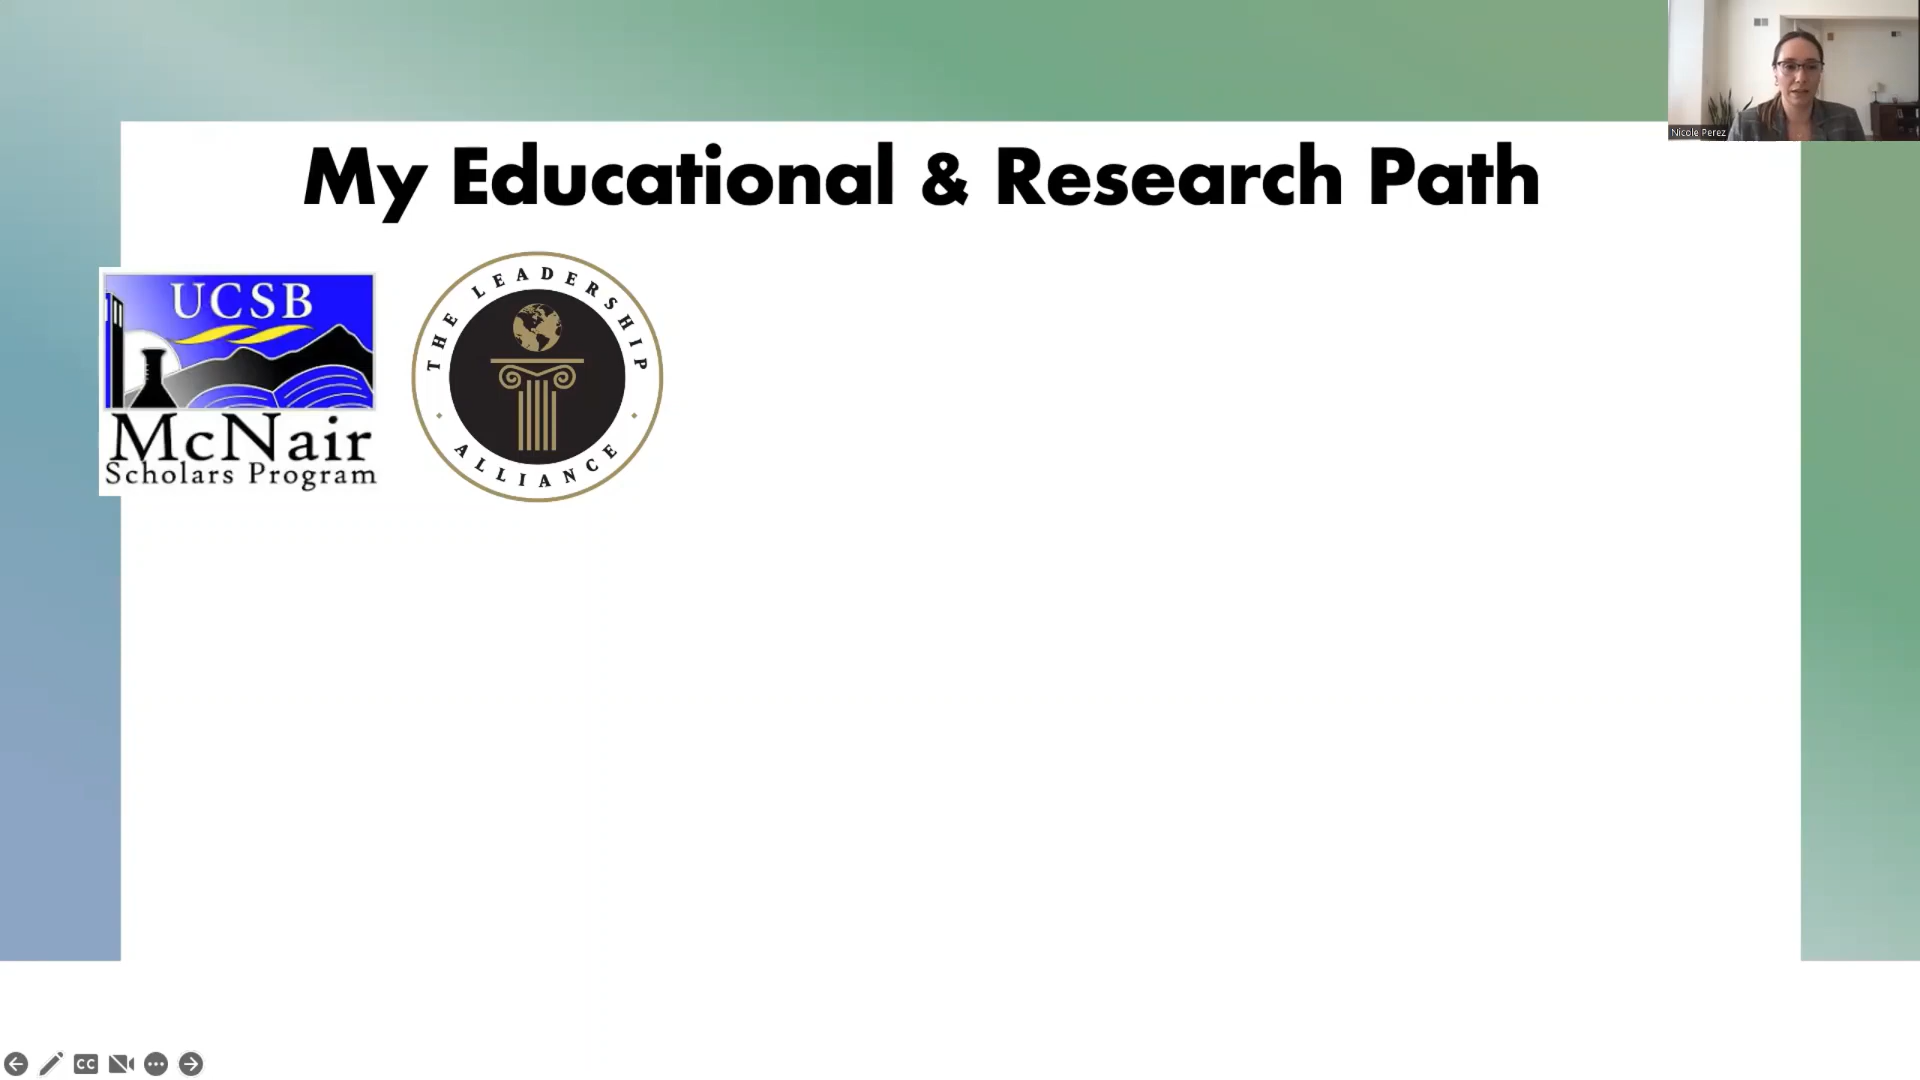 Nicole Perez
My Educational & Research Path
UCSB
McNair
Scholars Program
THE LEADERSHIP
ALLIANCE
CC